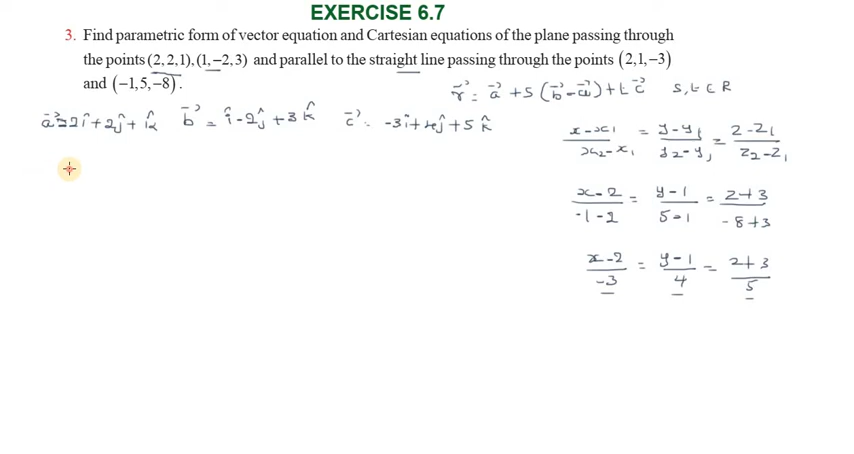 EXERCISE 6.7
3. Find parametric form of vector equation and Cartesian equations of the plane passing through
the points (2,2,1),(1,−2,3) and parallel to the straight line passing through the points (2,1,−3)
and (−1,5,−8).
r⃗ = a⃗ + s(b⃗ − a⃗) + t c⃗   s,t ∈ R
a⃗ = 2î + 2ĵ + k̂   b⃗ = î − 2ĵ + 3k̂   c⃗ = −3î + 4ĵ + 5k̂
(x − x₁)/(x₂ − x₁) = (y − y₁)/(y₂ − y₁) = (z − z₁)/(z₂ − z₁)
(x − 2)/(−1 − 2) = (y − 1)/(5 − 1) = (z + 3)/(−8 + 3)
(x − 2)/−3 = (y − 1)/4 = (z + 3)/5